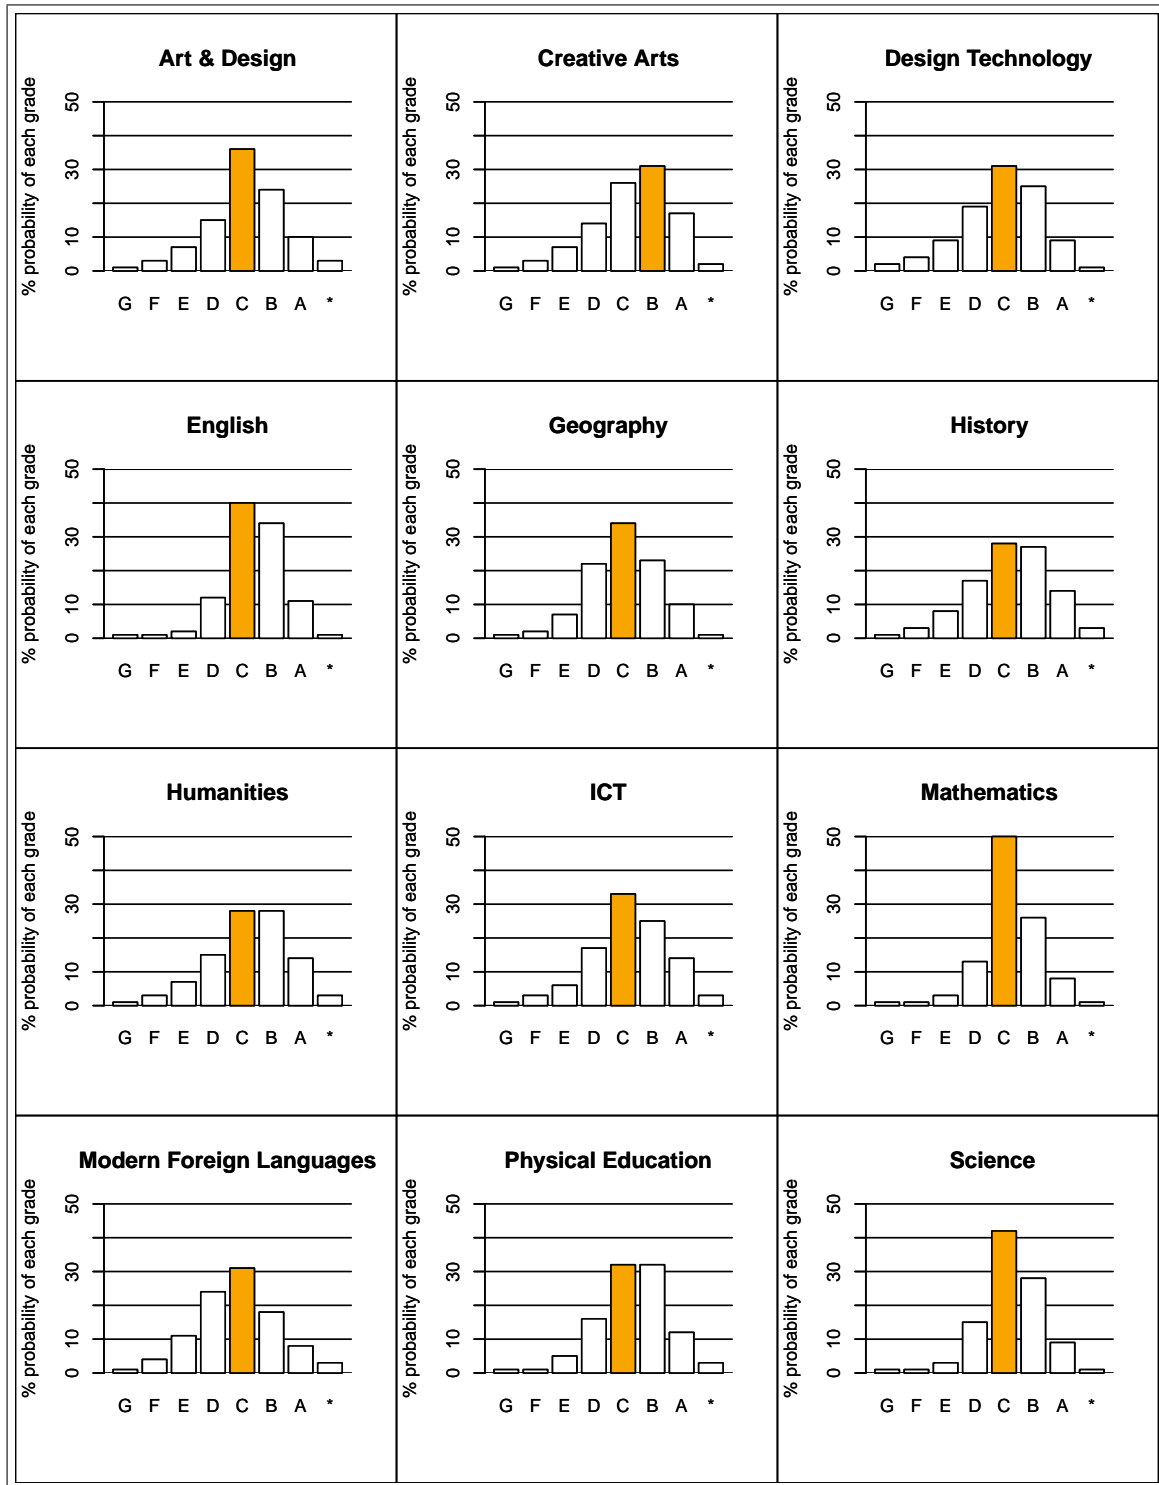 Art & Design
% probability of each grade
50
30
10
0
G F E D C B A *
Creative Arts
% probability of each grade
50
30
10
0
G F E D C B A *
Design Technology
% probability of each grade
50
30
10
0
G F E D C B A *
English
% probability of each grade
50
30
10
0
G F E D C B A *
Geography
% probability of each grade
50
30
10
0
G F E D C B A *
History
% probability of each grade
50
30
10
0
G F E D C B A *
Humanities
% probability of each grade
50
30
10
0
G F E D C B A *
ICT
% probability of each grade
50
30
10
0
G F E D C B A *
Mathematics
% probability of each grade
50
30
10
0
G F E D C B A *
Modern Foreign Languages
% probability of each grade
50
30
10
0
G F E D C B A *
Physical Education
% probability of each grade
50
30
10
0
G F E D C B A *
Science
% probability of each grade
50
30
10
0
G F E D C B A *